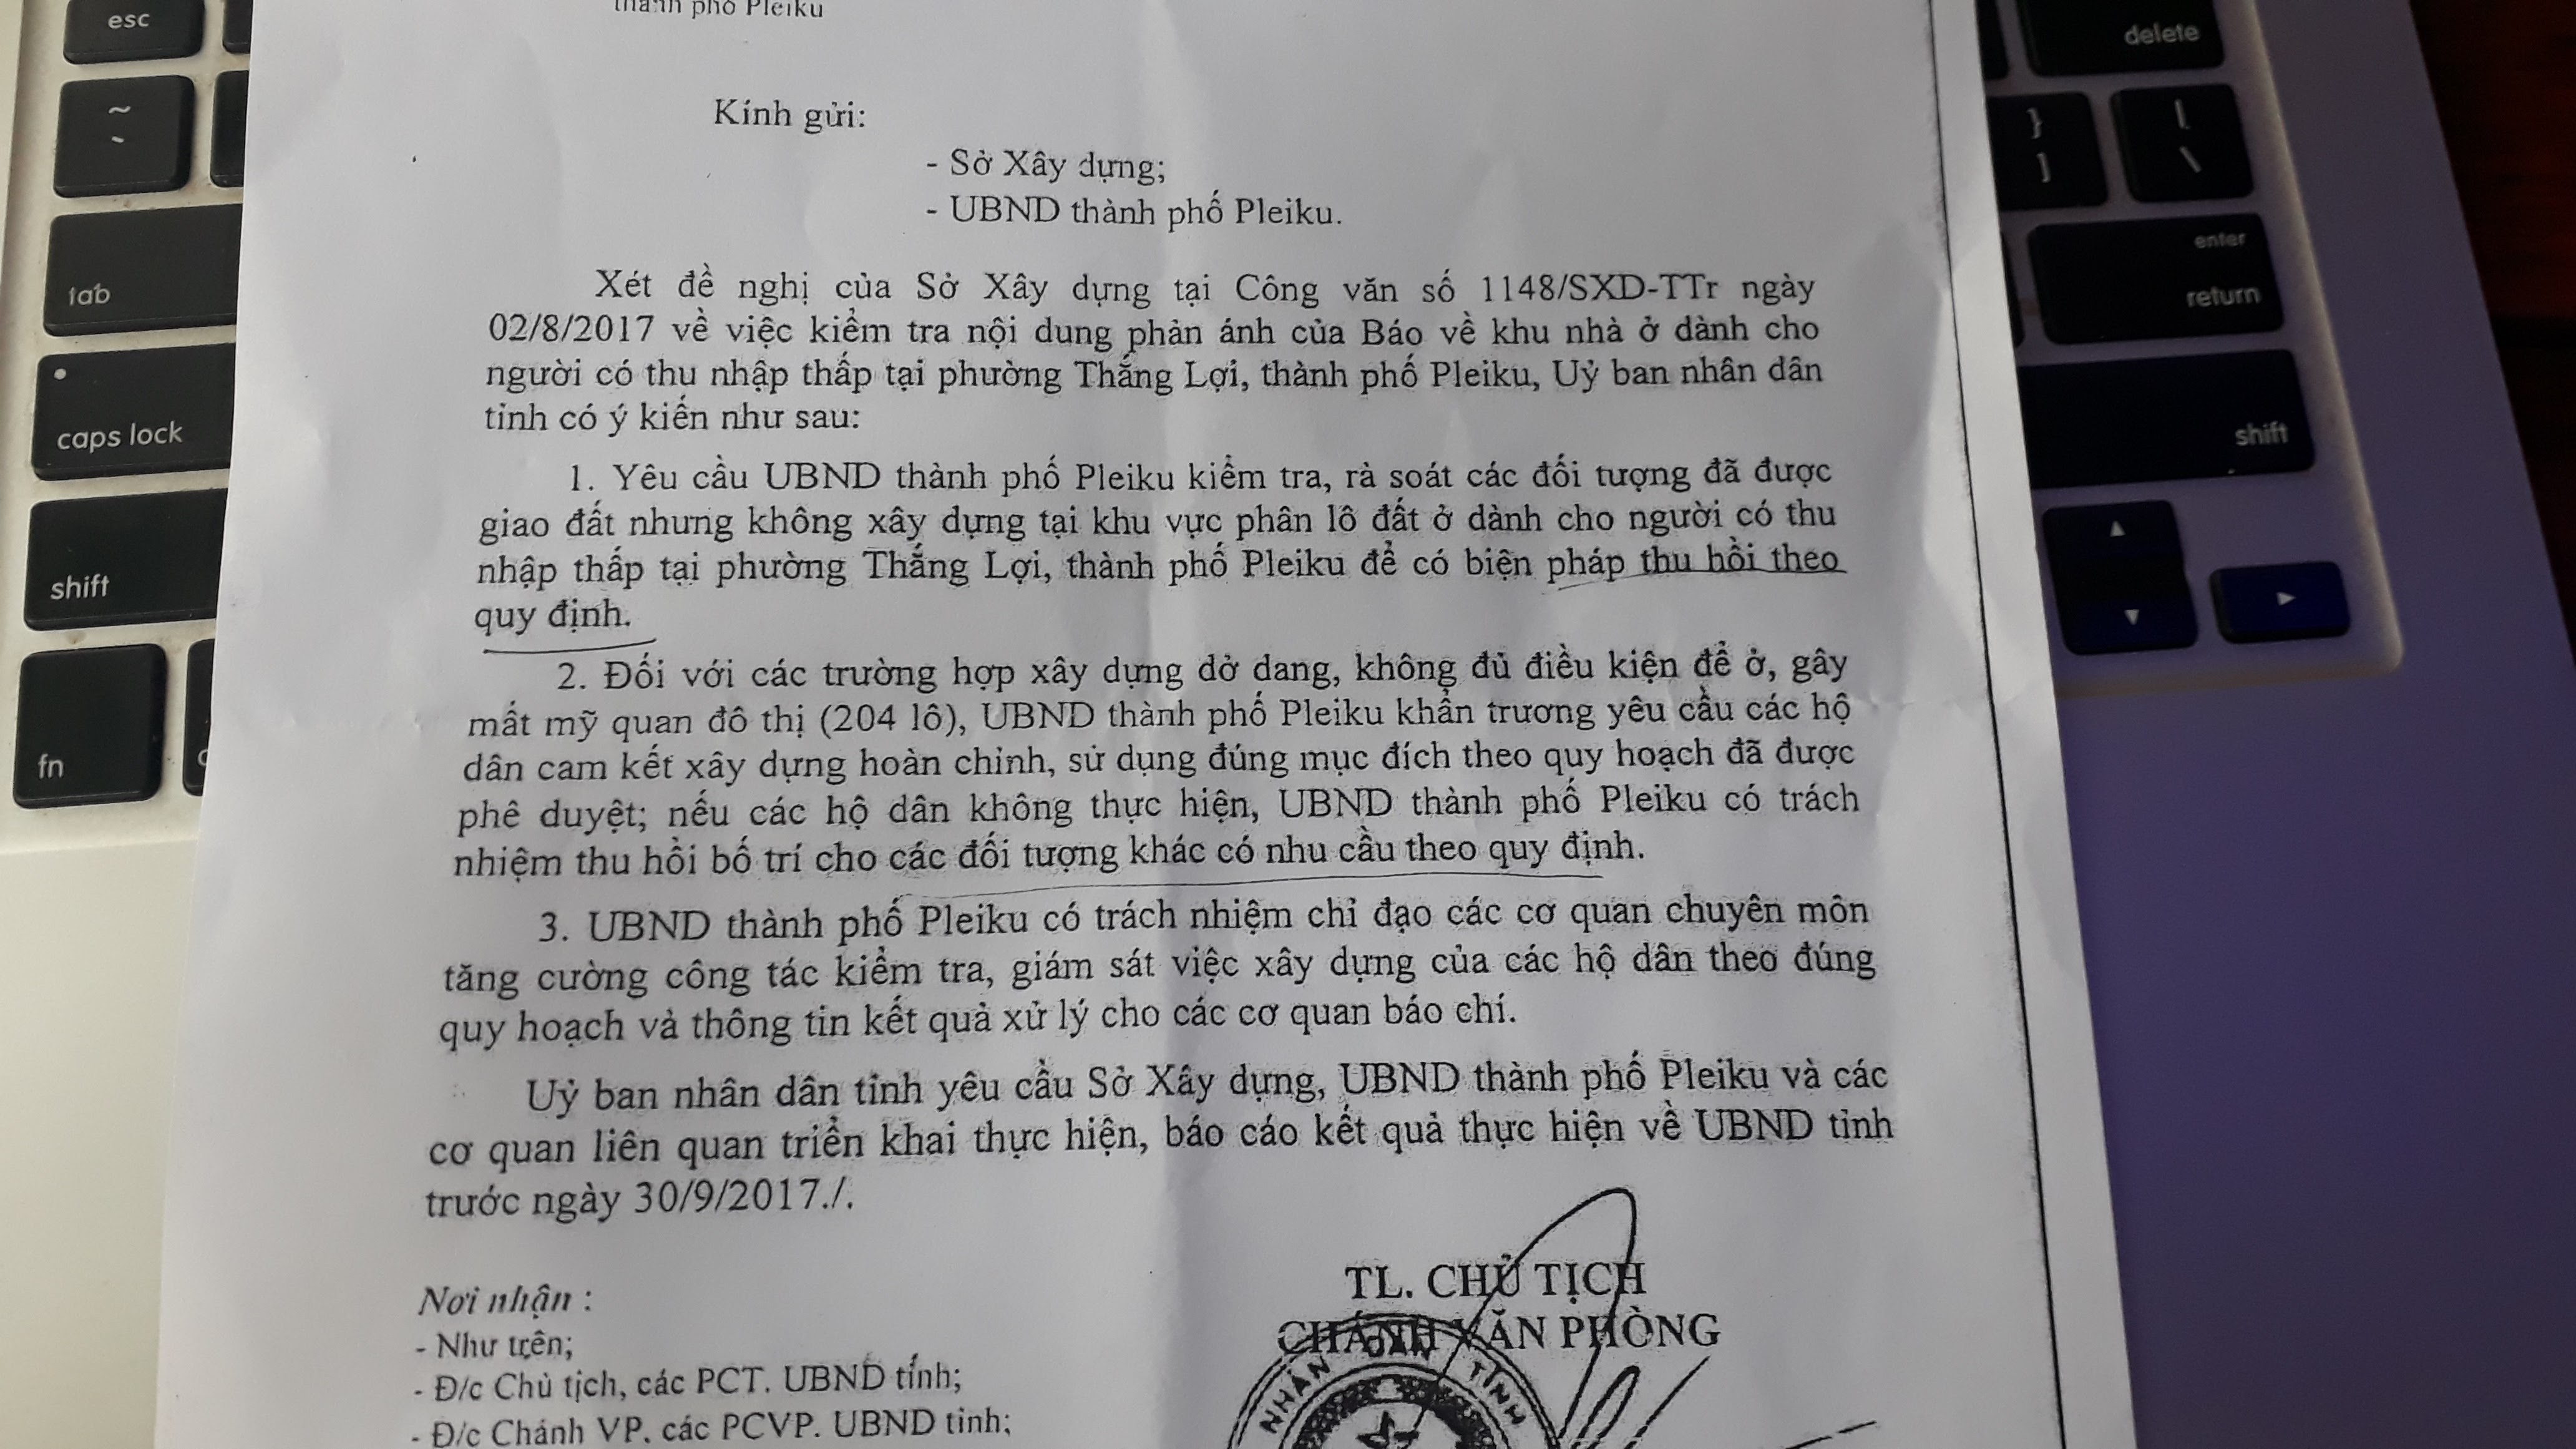 thành phố Pleiku
Kính gửi:
- Sở Xây dựng;
- UBND thành phố Pleiku.
Xét đề nghị của Sở Xây dựng tại Công văn số 1148/SXD-TTr ngày
02/8/2017 về việc kiểm tra nội dung phản ánh của Báo về khu nhà ở dành cho
người có thu nhập thấp tại phường Thắng Lợi, thành phố Pleiku, Uỷ ban nhân dân
tỉnh có ý kiến như sau:
1. Yêu cầu UBND thành phố Pleiku kiểm tra, rà soát các đối tượng đã được
giao đất nhưng không xây dựng tại khu vực phân lô đất ở dành cho người có thu
nhập thấp tại phường Thắng Lợi, thành phố Pleiku để có biện pháp thu hồi theo
quy định.
2. Đối với các trường hợp xây dựng dở dang, không đủ điều kiện để ở, gây
mất mỹ quan đô thị (204 lô), UBND thành phố Pleiku khẩn trương yêu cầu các hộ
dân cam kết xây dựng hoàn chỉnh, sử dụng đúng mục đích theo quy hoạch đã được
phê duyệt; nếu các hộ dân không thực hiện, UBND thành phố Pleiku có trách
nhiệm thu hồi bố trí cho các đối tượng khác có nhu cầu theo quy định.
3. UBND thành phố Pleiku có trách nhiệm chỉ đạo các cơ quan chuyên môn
tăng cường công tác kiểm tra, giám sát việc xây dựng của các hộ dân theo đúng
quy hoạch và thông tin kết quả xử lý cho các cơ quan báo chí.
Uỷ ban nhân dân tỉnh yêu cầu Sở Xây dựng, UBND thành phố Pleiku và các
cơ quan liên quan triển khai thực hiện, báo cáo kết quả thực hiện về UBND tỉnh
trước ngày 30/9/2017./.
TL. CHỦ TỊCH
CHÁNH VĂN PHÒNG
NHÂN DÂN TỈNH
Nơi nhận :
- Như trên;
- Đ/c Chủ tịch, các PCT. UBND tỉnh;
- Đ/c Chánh VP, các PCVP. UBND tỉnh;
esc
~
`
tab
caps lock
shift
fn
delete
}
]
|
\
enter
return
shift